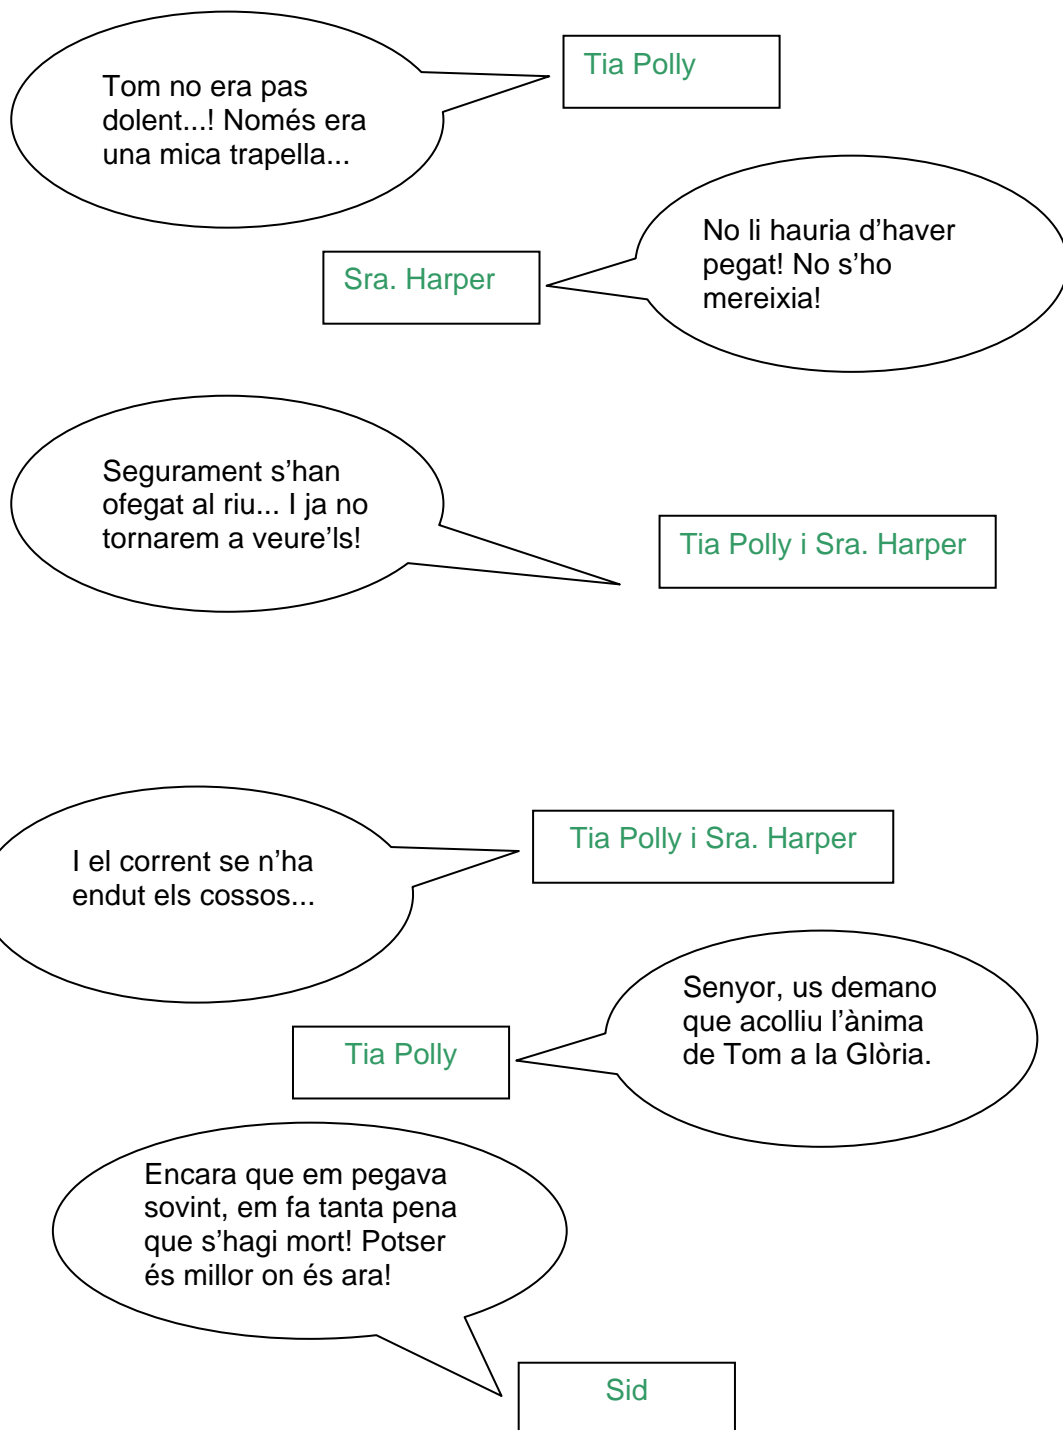 Tom no era pas
dolent...! Només era
una mica trapella...
Tia Polly
No li hauria d’haver
pegat! No s’ho
mereixia!
Sra. Harper
Segurament s’han
ofegat al riu... I ja no
tornarem a veure’ls!
Tia Polly i Sra. Harper
I el corrent se n’ha
endut els cossos...
Tia Polly i Sra. Harper
Senyor, us demano
que acolliu l’ànima
de Tom a la Glòria.
Tia Polly
Encara que em pegava
sovint, em fa tanta pena
que s’hagi mort! Potser
és millor on és ara!
Sid